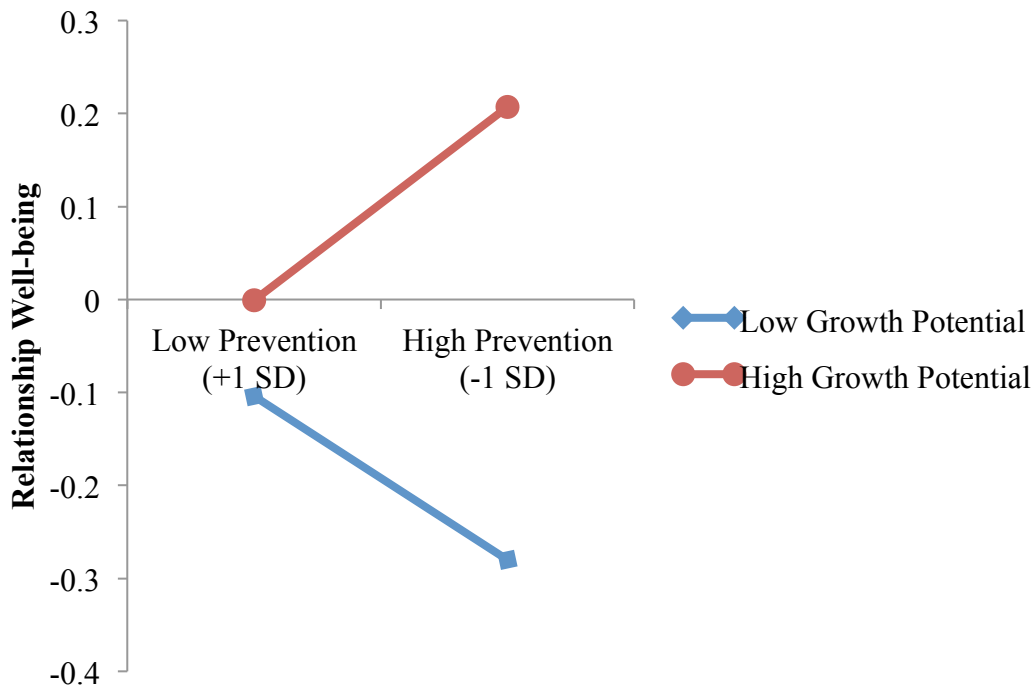 0.3
0.2
0.1
0
-0.1
-0.2
-0.3
-0.4
Relationship Well-being
Low Prevention
(+1 SD)
High Prevention
(-1 SD)
Low Growth Potential
High Growth Potential